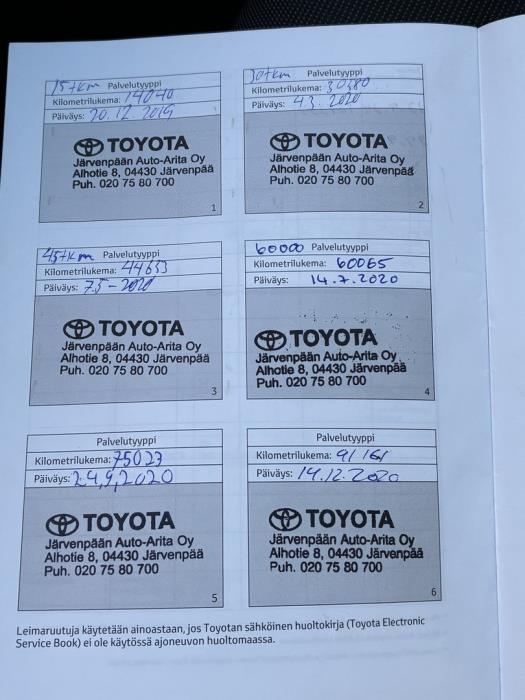 15tkm Palvelutyyppi
Kilometrilukema: 14040
Päiväys: 20.12.2019
TOYOTA
Järvenpään Auto-Arita Oy
Alhotie 8, 04430 Järvenpää
Puh. 020 75 80 700
1
30tkm Palvelutyyppi
Kilometrilukema: 30380
Päiväys: 4.3.2020
TOYOTA
Järvenpään Auto-Arita Oy
Alhotie 8, 04430 Järvenpää
Puh. 020 75 80 700
2
45tkm Palvelutyyppi
Kilometrilukema: 44653
Päiväys: 7.5-2020
TOYOTA
Järvenpään Auto-Arita Oy
Alhotie 8, 04430 Järvenpää
Puh. 020 75 80 700
3
60000 Palvelutyyppi
Kilometrilukema: 60065
Päiväys: 14.7.2020
TOYOTA
Järvenpään Auto-Arita Oy
Alhotie 8, 04430 Järvenpää
Puh. 020 75 80 700
4
Palvelutyyppi
Kilometrilukema: 75023
Päiväys: 24,9,2020
TOYOTA
Järvenpään Auto-Arita Oy
Alhotie 8, 04430 Järvenpää
Puh. 020 75 80 700
5
Palvelutyyppi
Kilometrilukema: 91161
Päiväys: 14.12.2020
TOYOTA
Järvenpään Auto-Arita Oy
Alhotie 8, 04430 Järvenpää
Puh. 020 75 80 700
6
Leimaruutuja käytetään ainoastaan, jos Toyotan sähköinen huoltokirja (Toyota Electronic
Service Book) ei ole käytössä ajoneuvon huoltomaassa.